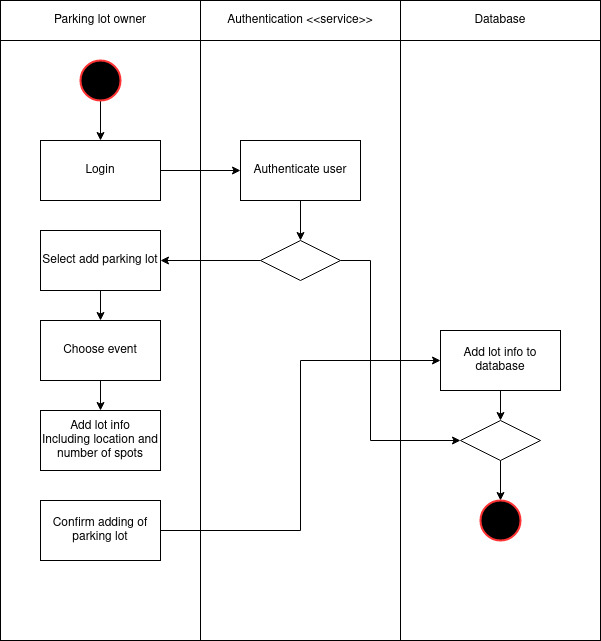 Parking lot owner
Authentication <<service>>
Database
Login
Authenticate user
Select add parking lot
Choose event
Add lot info to
database
Add lot info
Including location and
number of spots
Confirm adding of
parking lot